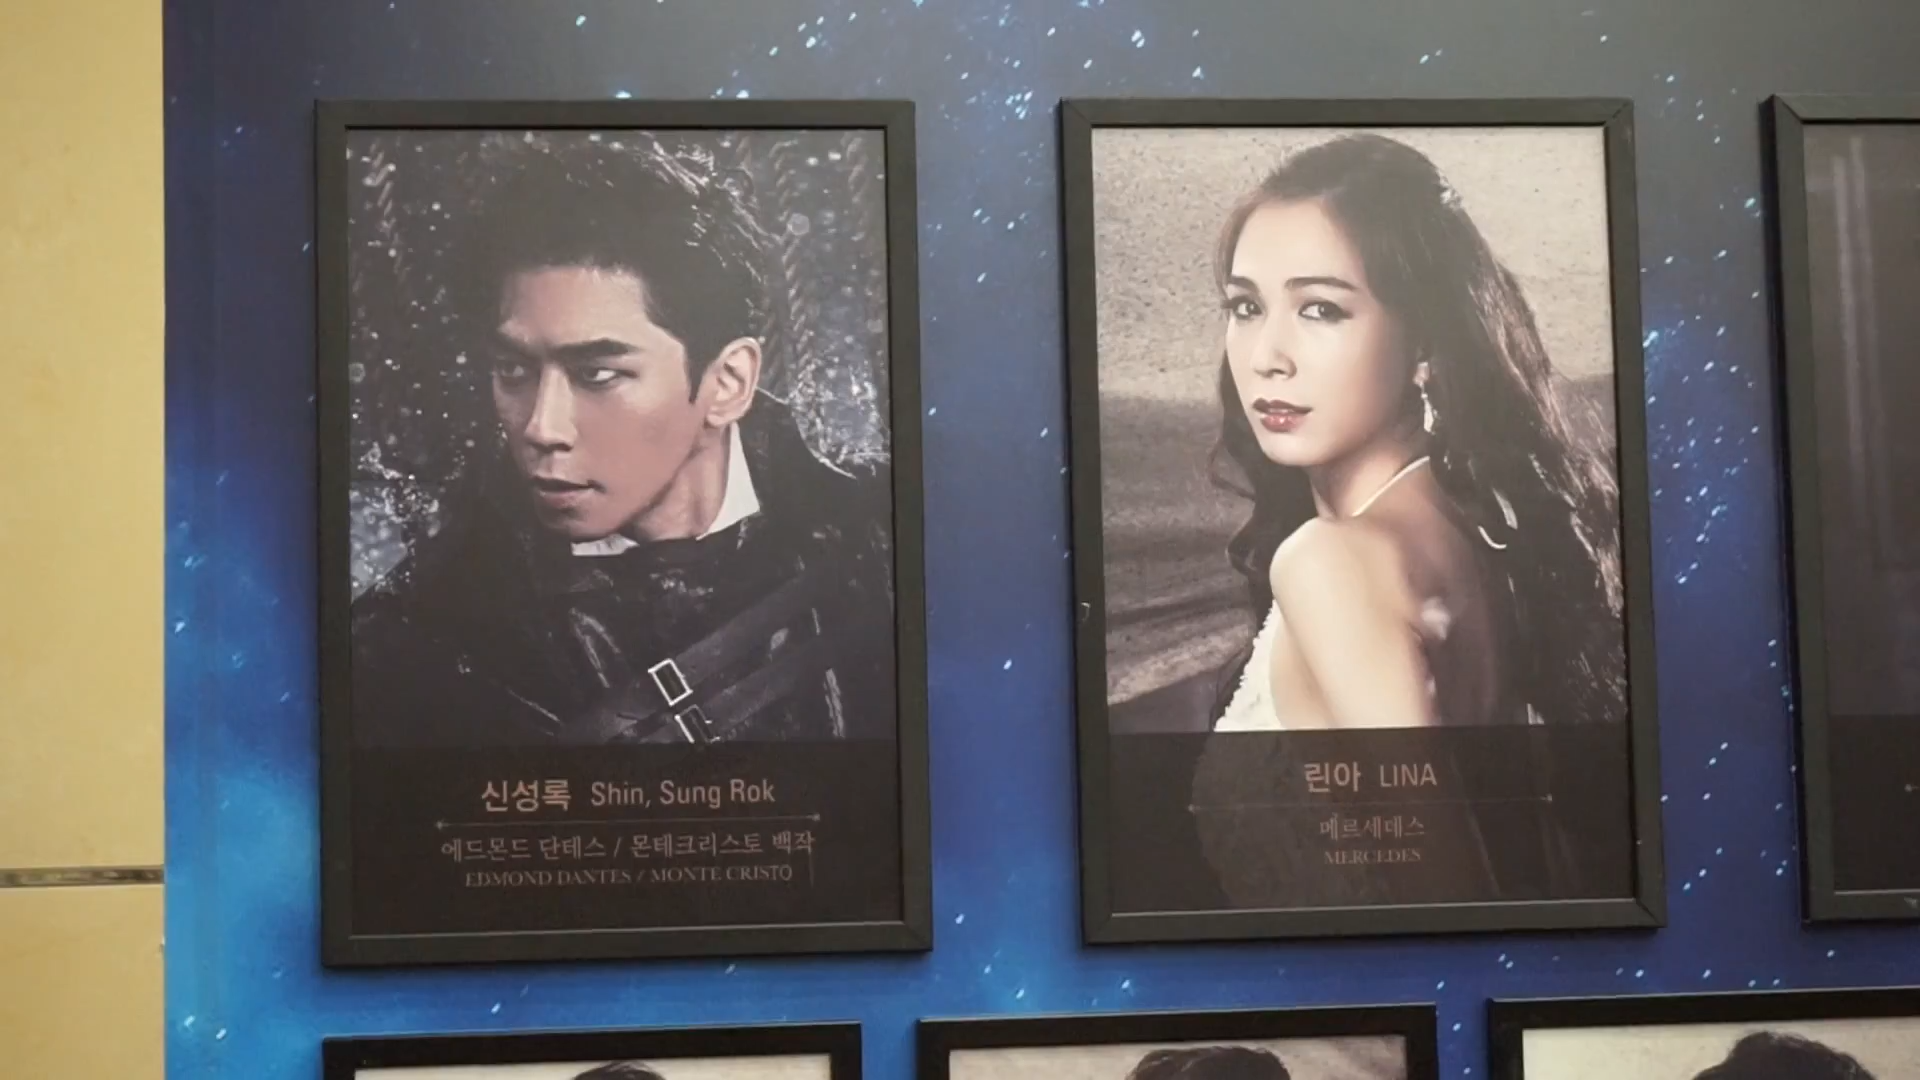 신성록 Shin, Sung Rok
에드몬드 단테스 / 몬테크리스토 백작
EDMOND DANTES / MONTE CRISTO
린아 LINA
메르세데스
MERCEDES